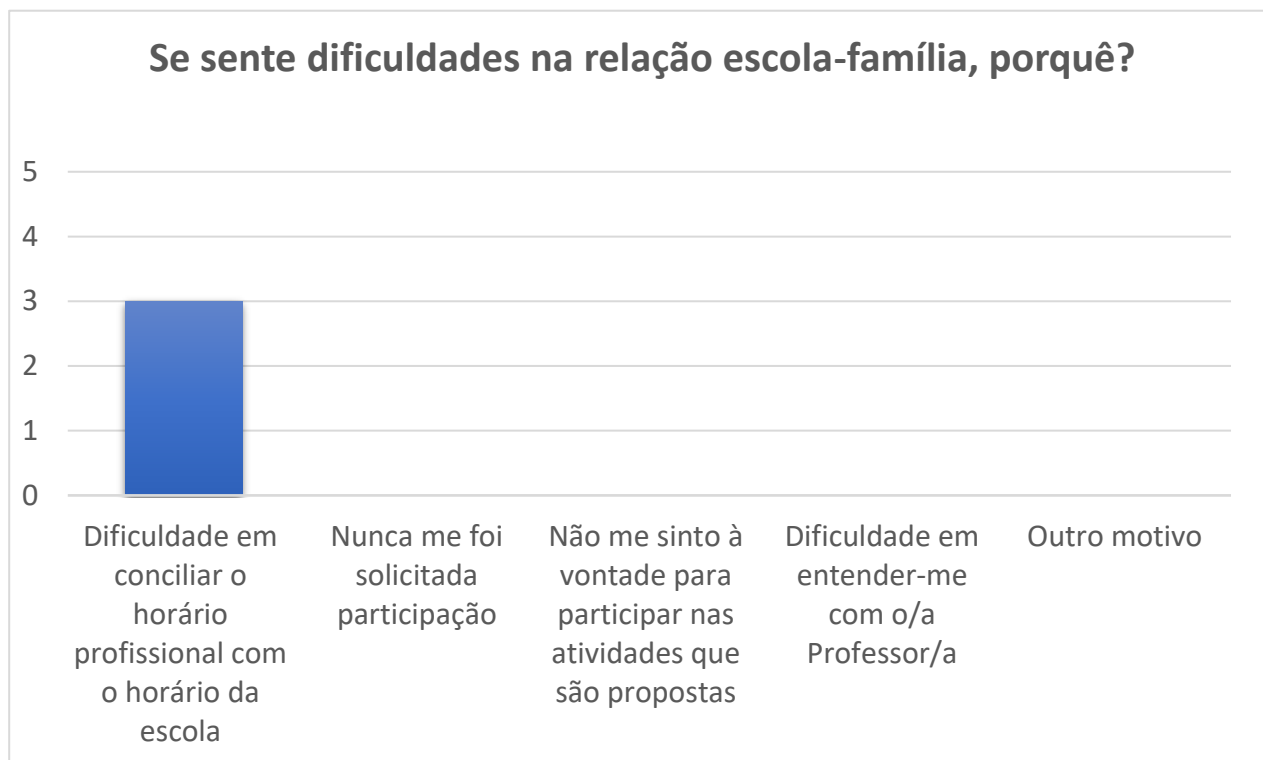 Se sente dificuldades na relação escola-família, porquê?
5
4
3
2
1
0
Dificuldade em
conciliar o
horário
profissional com
o horário da
escola
Nunca me foi
solicitada
participação
Não me sinto à
vontade para
participar nas
atividades que
são propostas
Dificuldade em
entender-me
com o/a
Professor/a
Outro motivo